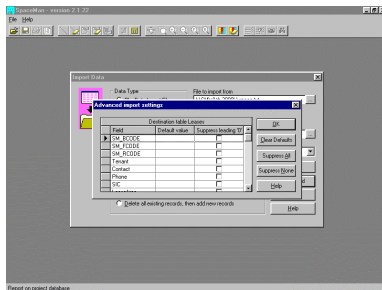 SpaceMan - version 2.1.22
File Help
Import Data
Data Type
File to import from
Advanced import settings
Destination table Leases
Field Default value Suppress leading '0'
SM_BCODE
SM_FCODE
SM_RCODE
Tenant
Contact
Phone
SIC
OK
Clear Defaults
Suppress All
Suppress None
Help
Delete all existing records, then add new records
Help
Report on project database